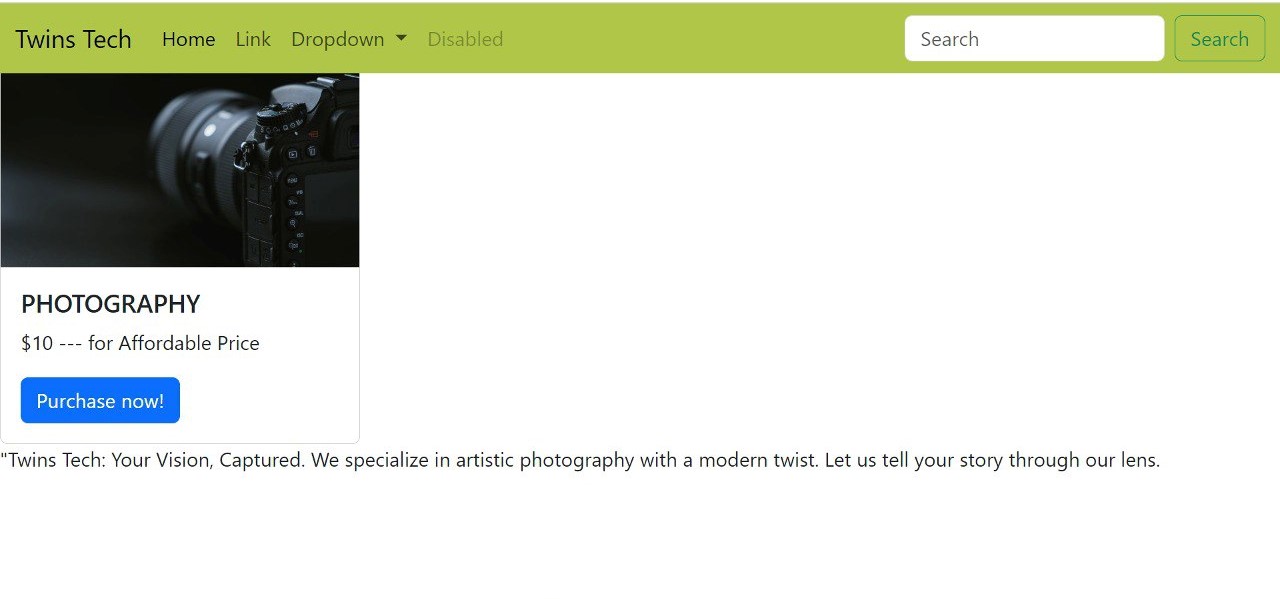 Twins Tech Home Link Dropdown Disabled Search Search
PHOTOGRAPHY
$10 --- for Affordable Price
Purchase now!
"Twins Tech: Your Vision, Captured. We specialize in artistic photography with a modern twist. Let us tell your story through our lens.